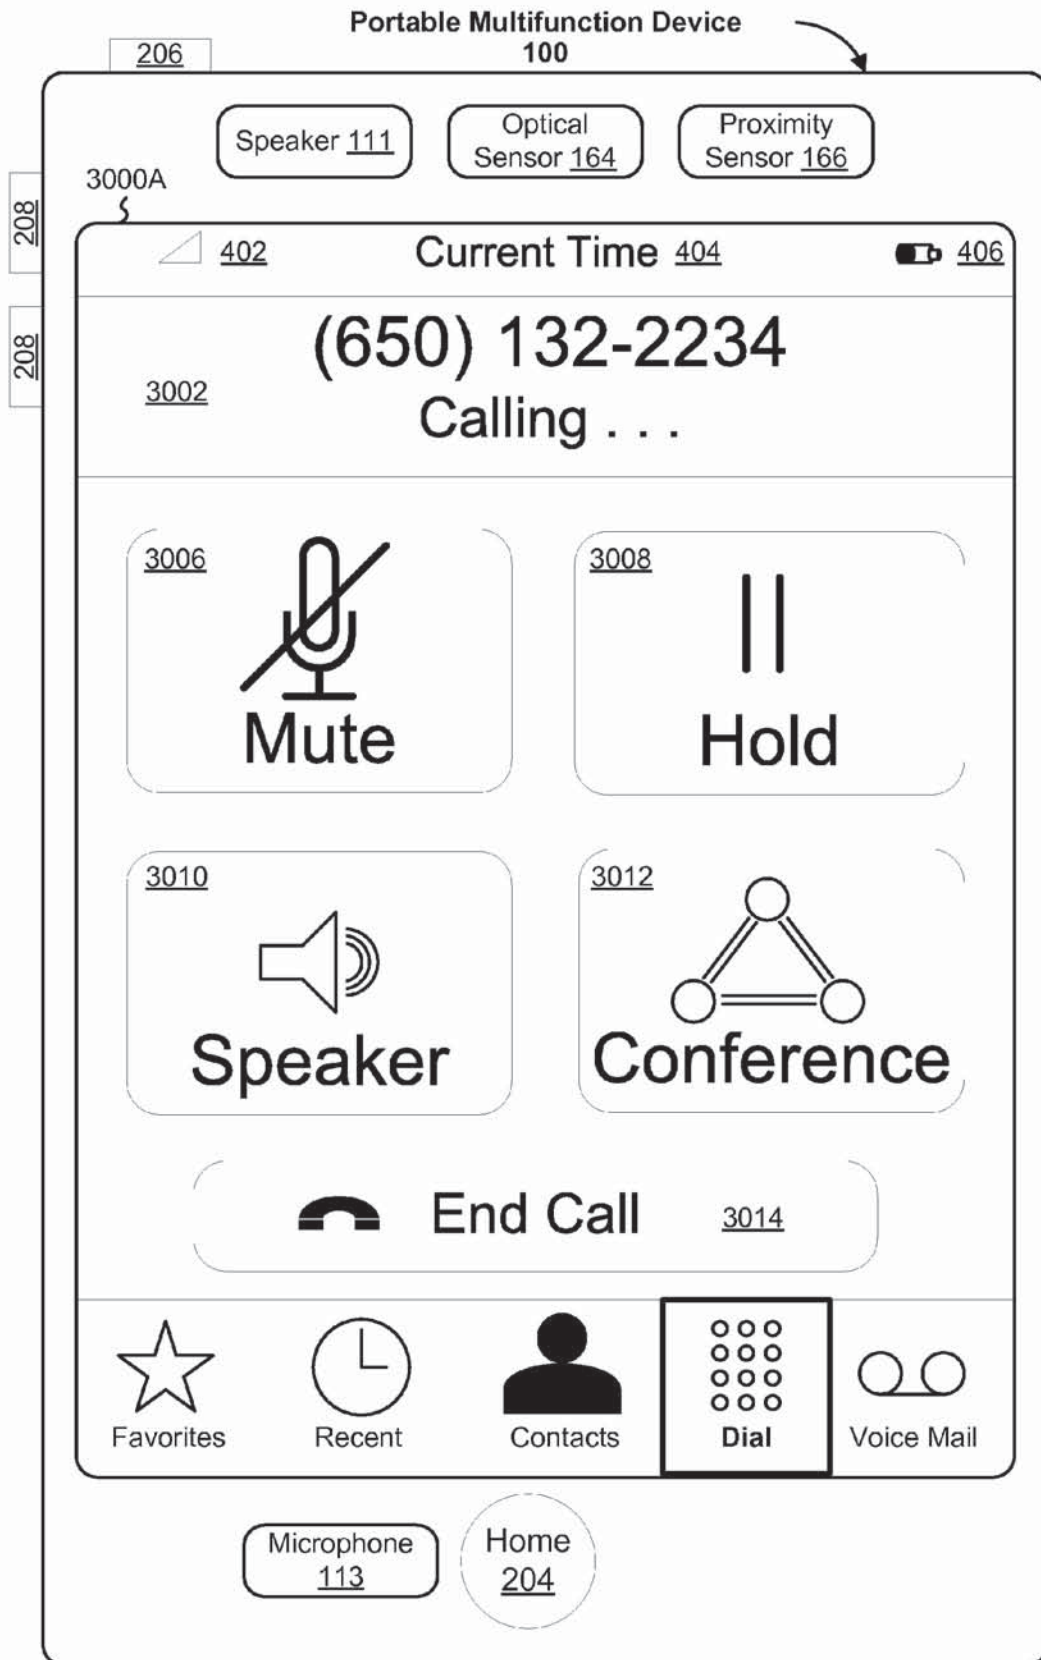 Portable Multifunction Device
100
206
Speaker 111
Optical
Sensor 164
Proximity
Sensor 166
3000A
208
208
402
Current Time 404
406
(650) 132-2234
3002
Calling . . .
3006
Mute
3008
Hold
3010
Speaker
3012
Conference
End Call 3014
Favorites
Recent
Contacts
Dial
Voice Mail
Microphone
113
Home
204